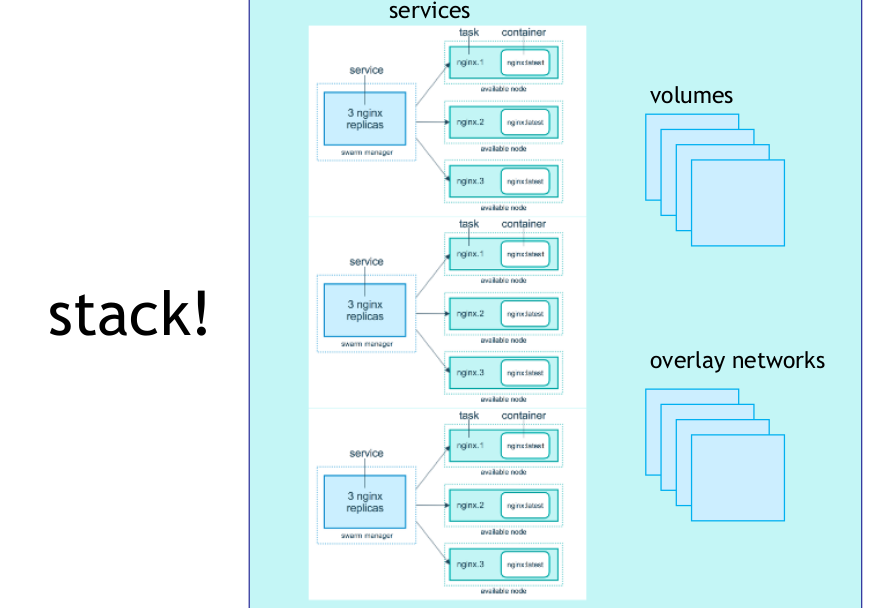 services
task container
nginx.1 nginx:latest
service
available node
3 nginx
replicas
nginx.2 nginx:latest
swarm manager
available node
nginx.3 nginx:latest
available node
task container
nginx.1 nginx:latest
service
available node
3 nginx
replicas
nginx.2 nginx:latest
swarm manager
available node
nginx.3 nginx:latest
available node
task container
nginx.1 nginx:latest
service
available node
3 nginx
replicas
nginx.2 nginx:latest
swarm manager
available node
nginx.3 nginx:latest
available node
volumes
overlay networks
stack!